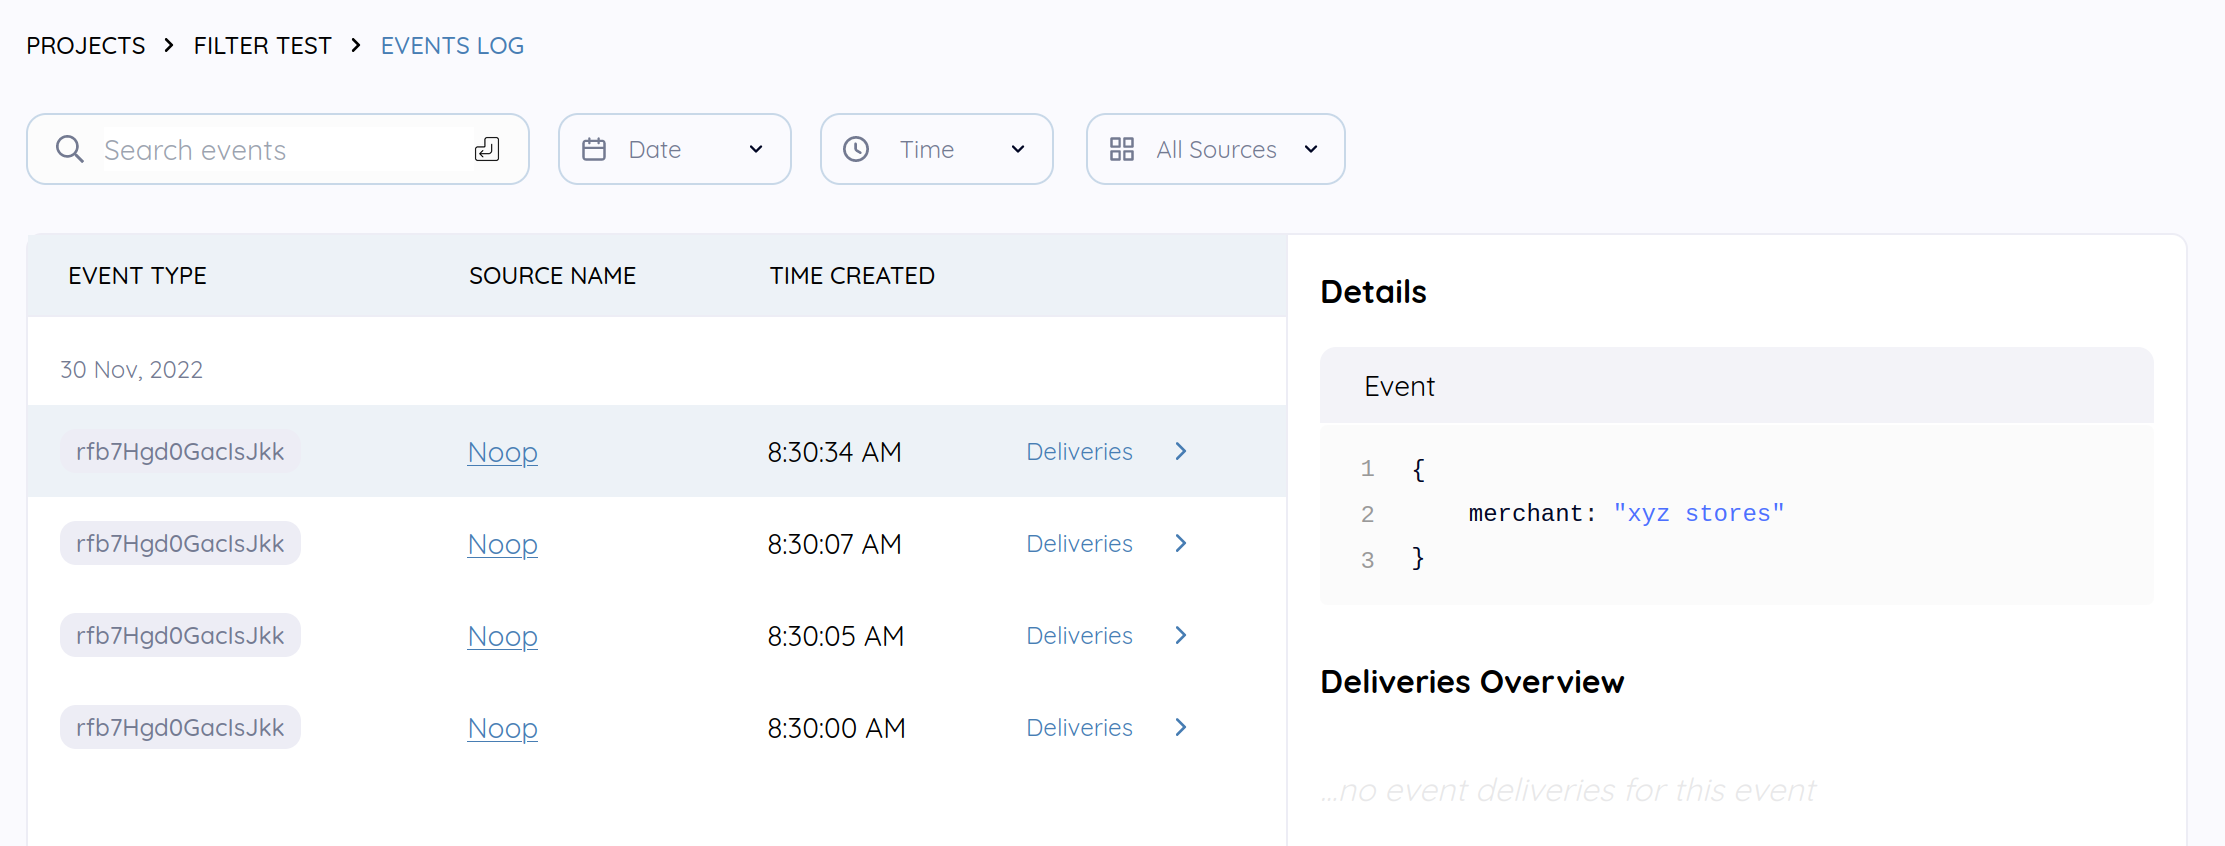 PROJECTS > FILTER TEST > EVENTS LOG
Search events Date Time All Sources
EVENT TYPE SOURCE NAME TIME CREATED
30 Nov, 2022
rfb7Hgd0GacIsJkk Noop 8:30:34 AM Deliveries
rfb7Hgd0GacIsJkk Noop 8:30:07 AM Deliveries
rfb7Hgd0GacIsJkk Noop 8:30:05 AM Deliveries
rfb7Hgd0GacIsJkk Noop 8:30:00 AM Deliveries
Details
Event
1 {
2 merchant: "xyz stores"
3 }
Deliveries Overview
...no event deliveries for this event